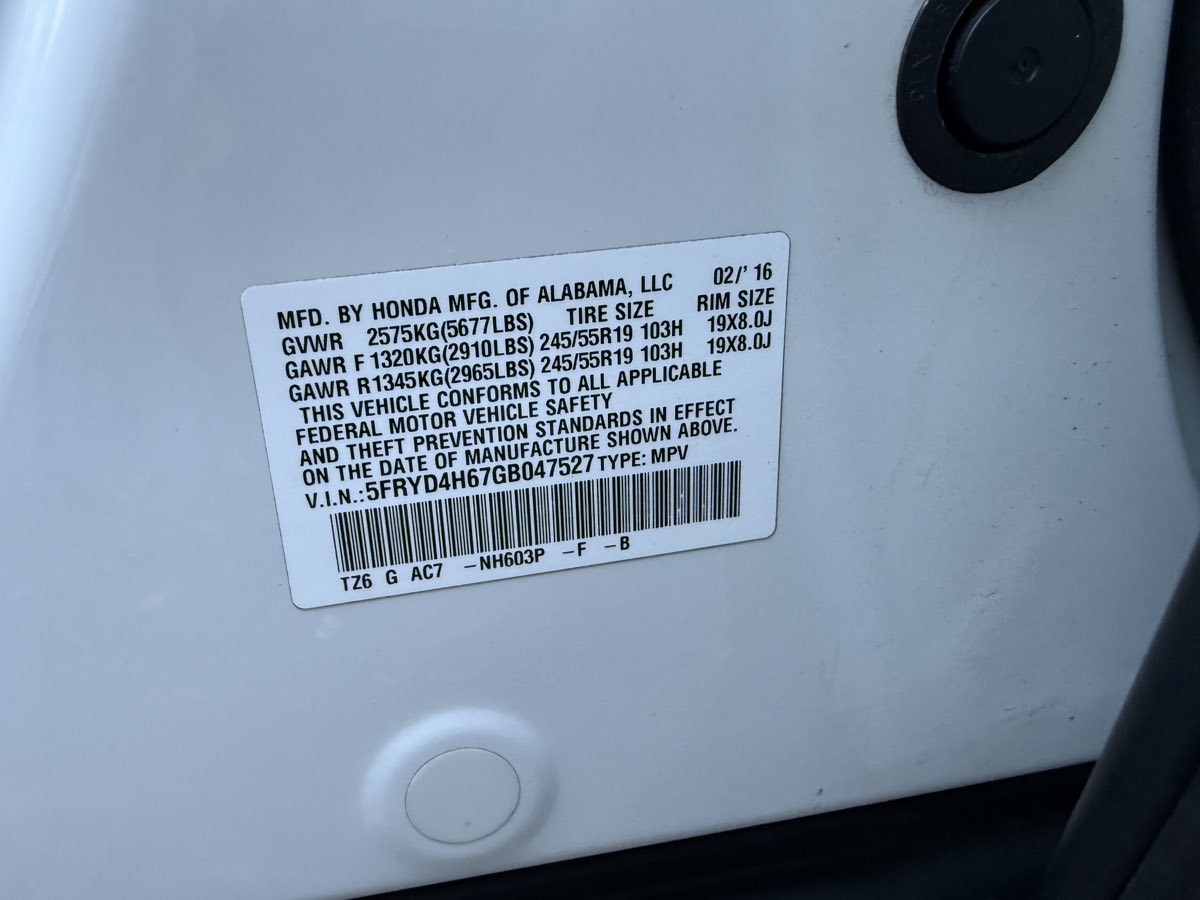 MFD. BY HONDA MFG. OF ALABAMA, LLC 02/' 16
GVWR 2575KG(5677LBS) TIRE SIZE RIM SIZE
GAWR F 1320KG(2910LBS) 245/55R19 103H 19X8.0J
GAWR R1345KG(2965LBS) 245/55R19 103H 19X8.0J
THIS VEHICLE CONFORMS TO ALL APPLICABLE
FEDERAL MOTOR VEHICLE SAFETY
AND THEFT PREVENTION STANDARDS IN EFFECT
ON THE DATE OF MANUFACTURE SHOWN ABOVE.
V.I.N.:5FRYD4H67GB047527 TYPE: MPV
TZ6 G AC7 -NH603P -F -B